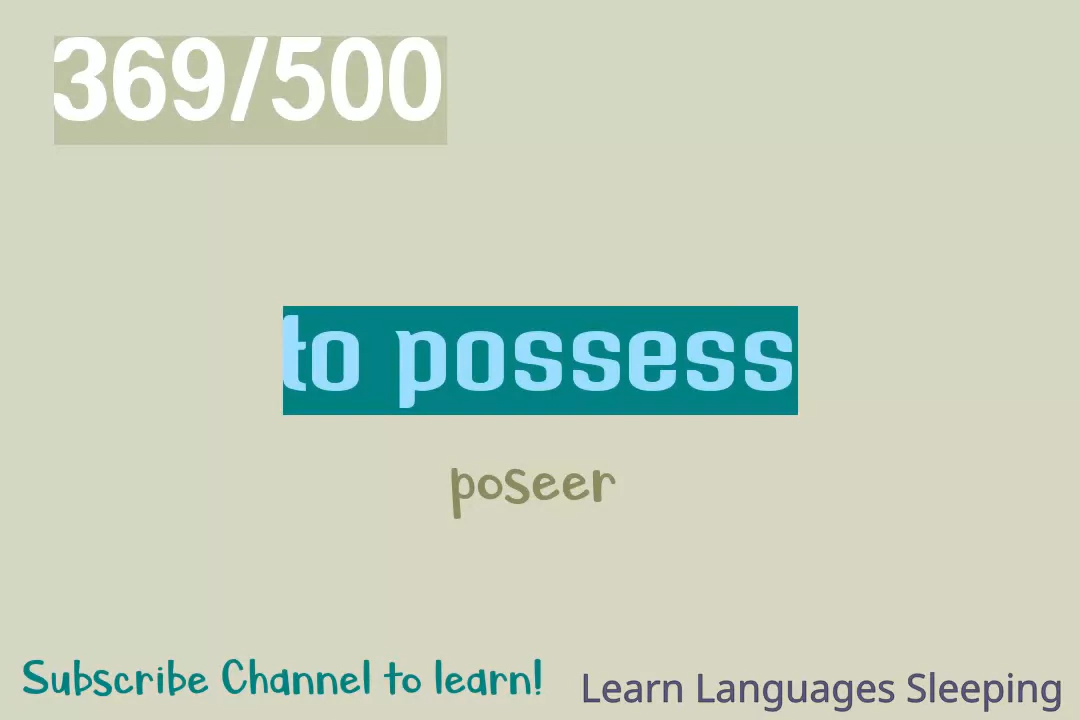 369/500
to possess
poseer
Subscribe Channel to learn!
Learn Languages Sleeping